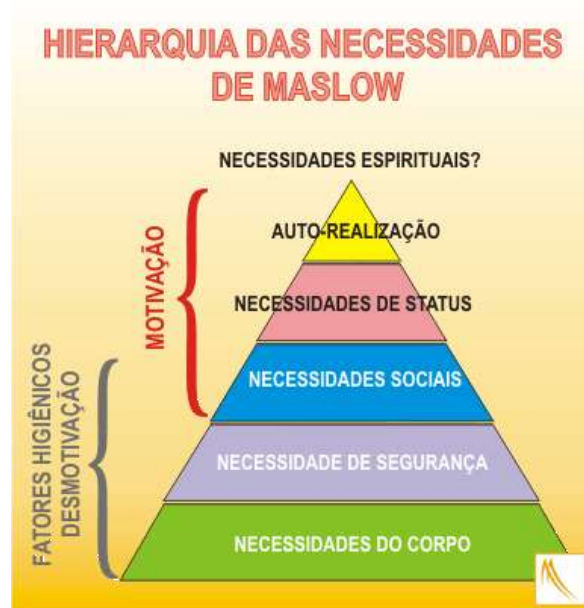 HIERARQUIA DAS NECESSIDADES
DE MASLOW
NECESSIDADES ESPIRITUAIS?
AUTO-REALIZAÇÃO
NECESSIDADES DE STATUS
NECESSIDADES SOCIAIS
NECESSIDADE DE SEGURANÇA
NECESSIDADES DO CORPO
MOTIVAÇÃO
FATORES HIGIÊNICOS
DESMOTIVAÇÃO